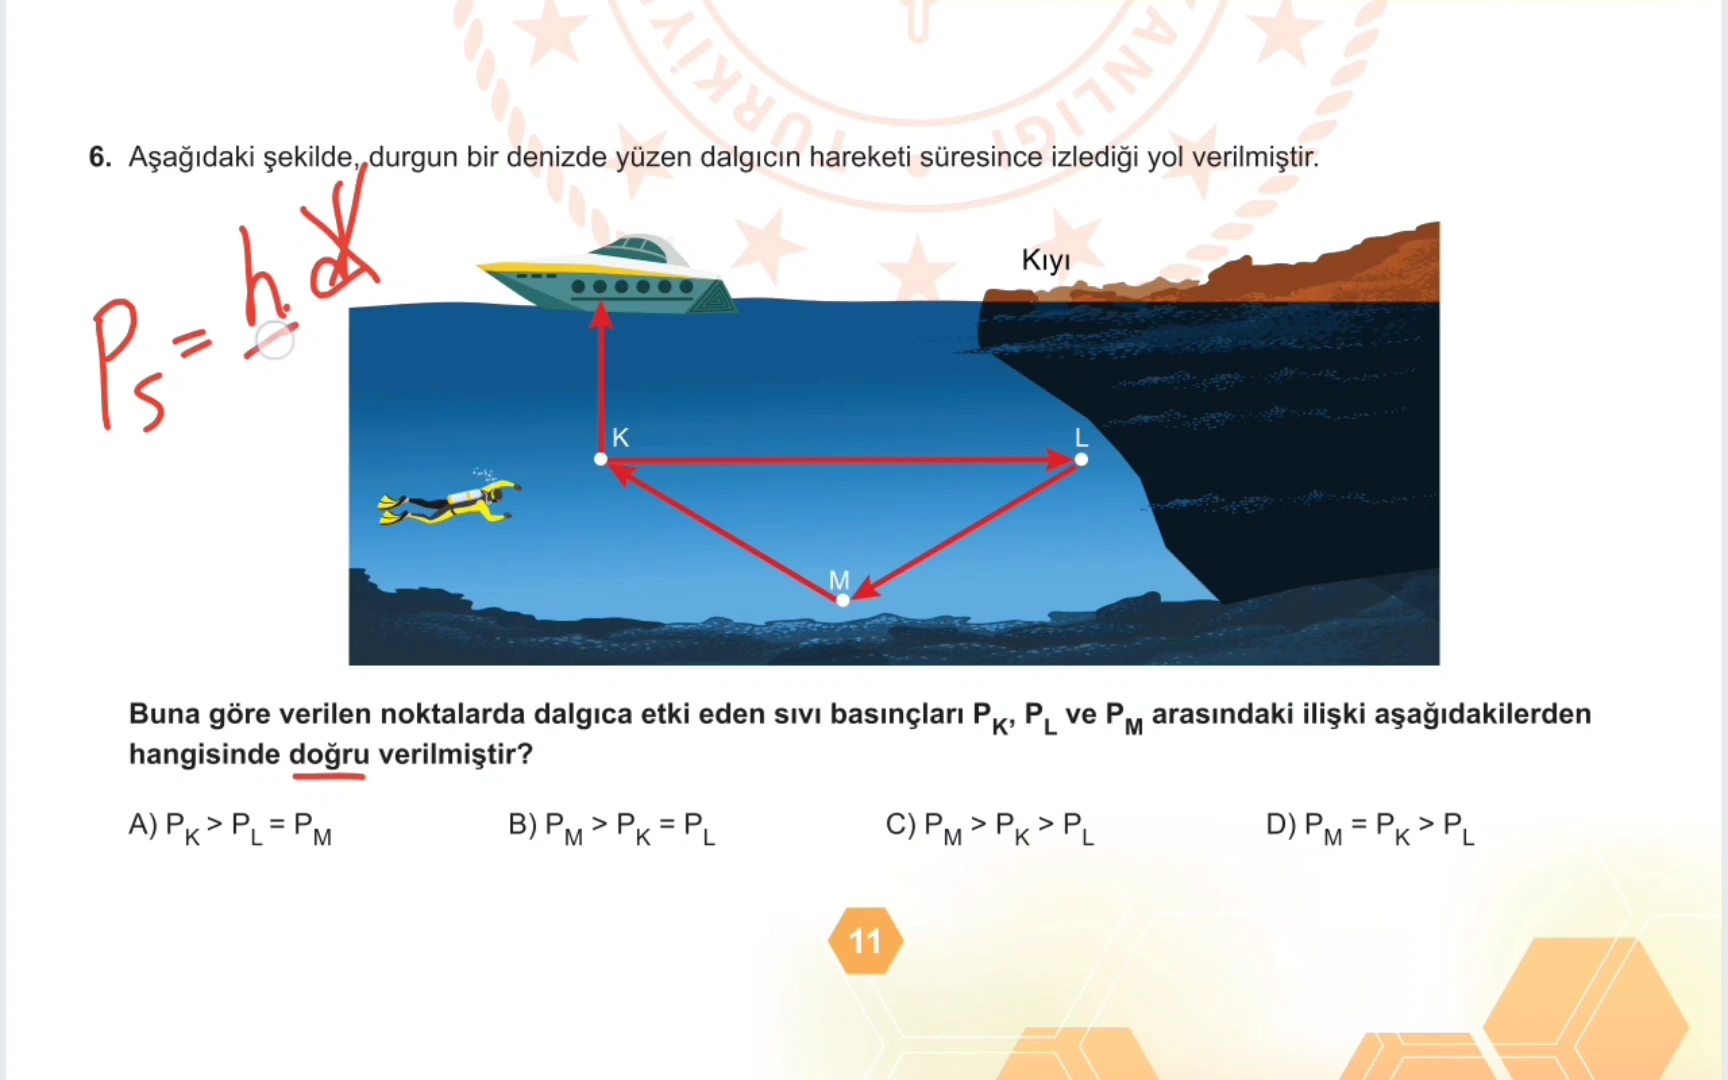 TÜRKİY
KANLIĞI
6. Aşağıdaki şekilde, durgun bir denizde yüzen dalgıcın hareketi süresince izlediği yol verilmiştir.
Ps = h.d
Kıyı
K
L
M
Buna göre verilen noktalarda dalgıca etki eden sıvı basınçları PK, PL ve PM arasındaki ilişki aşağıdakilerden
hangisinde doğru verilmiştir?
A) PK > PL = PM
B) PM > PK = PL
C) PM > PK > PL
D) PM = PK > PL
11